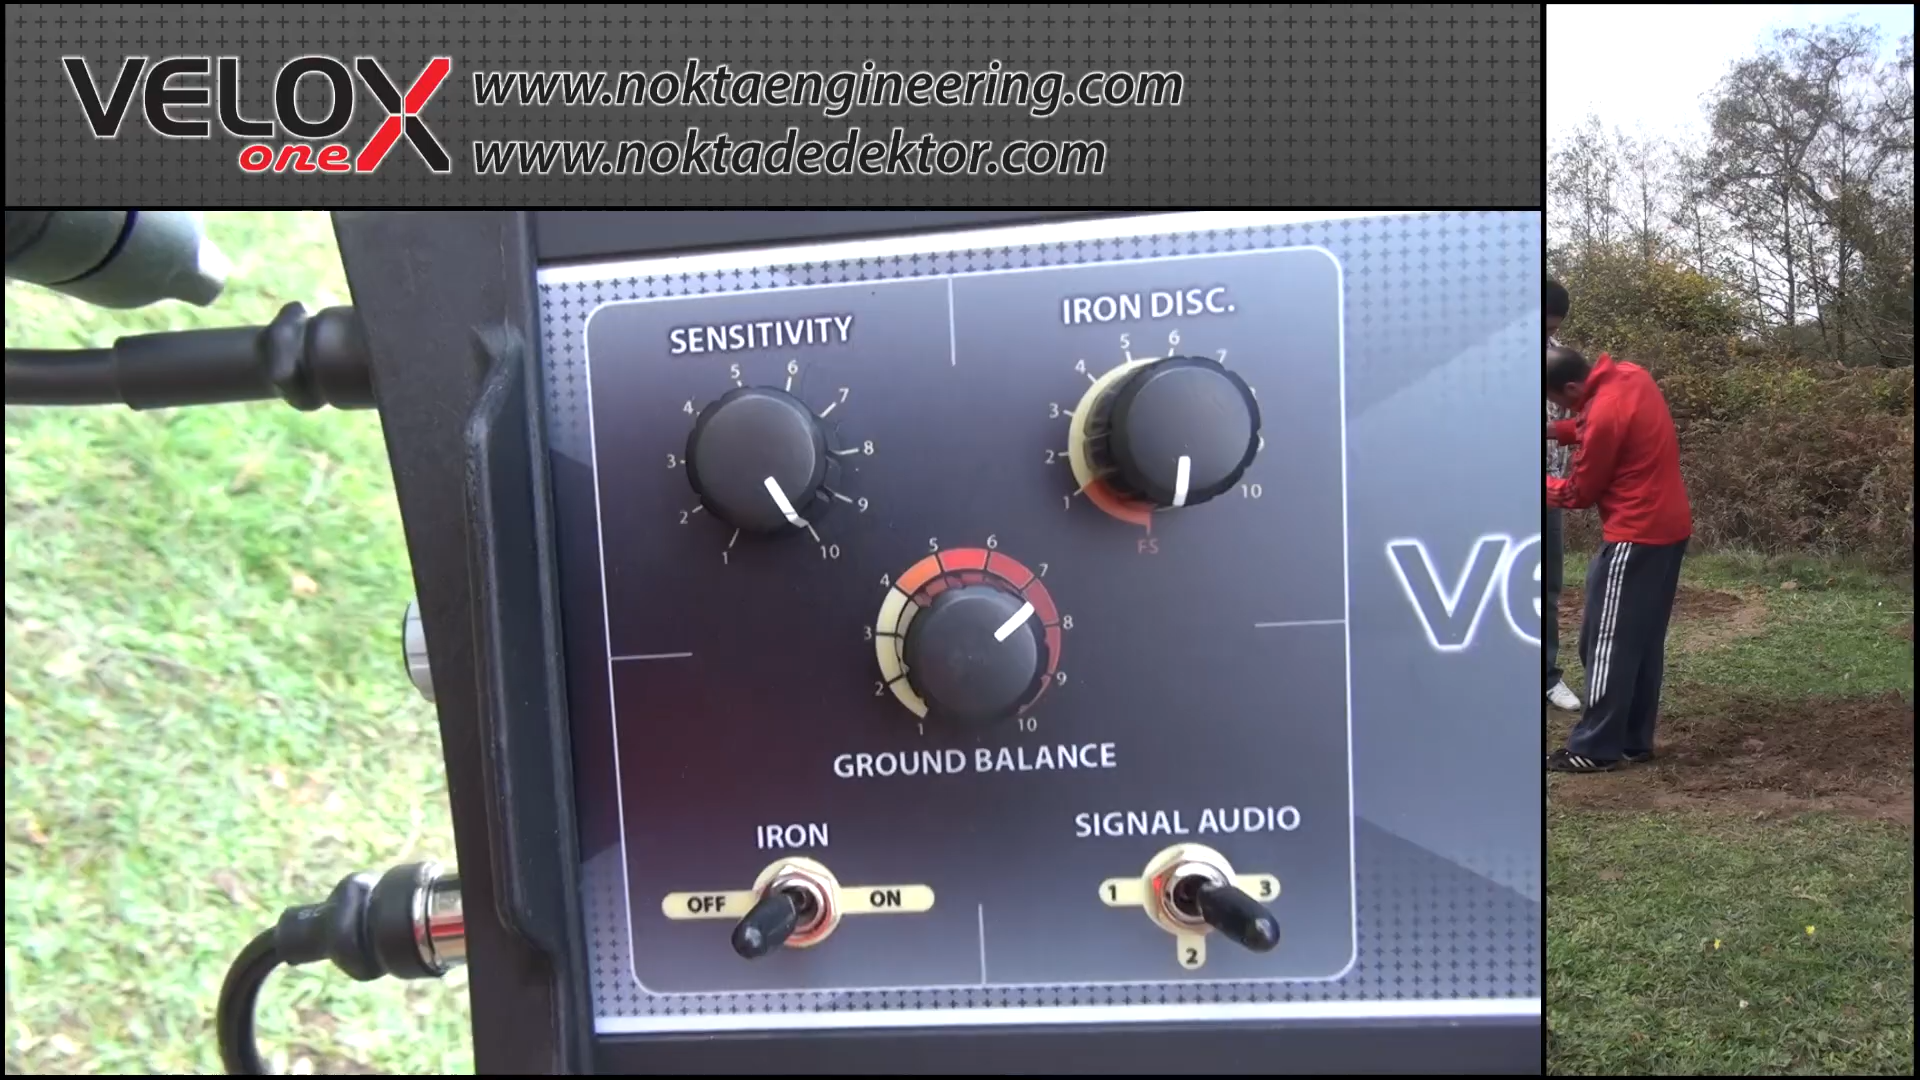 VELOX
one
www.noktaengineering.com
www.noktadedektor.com
SENSITIVITY
1 2 3 4 5 6 7 8 9 10
IRON DISC.
FS 1 2 3 4 5 6 7 10
GROUND BALANCE
1 2 3 4 5 6 7 8 9 10
IRON
OFF ON
SIGNAL AUDIO
1 2 3